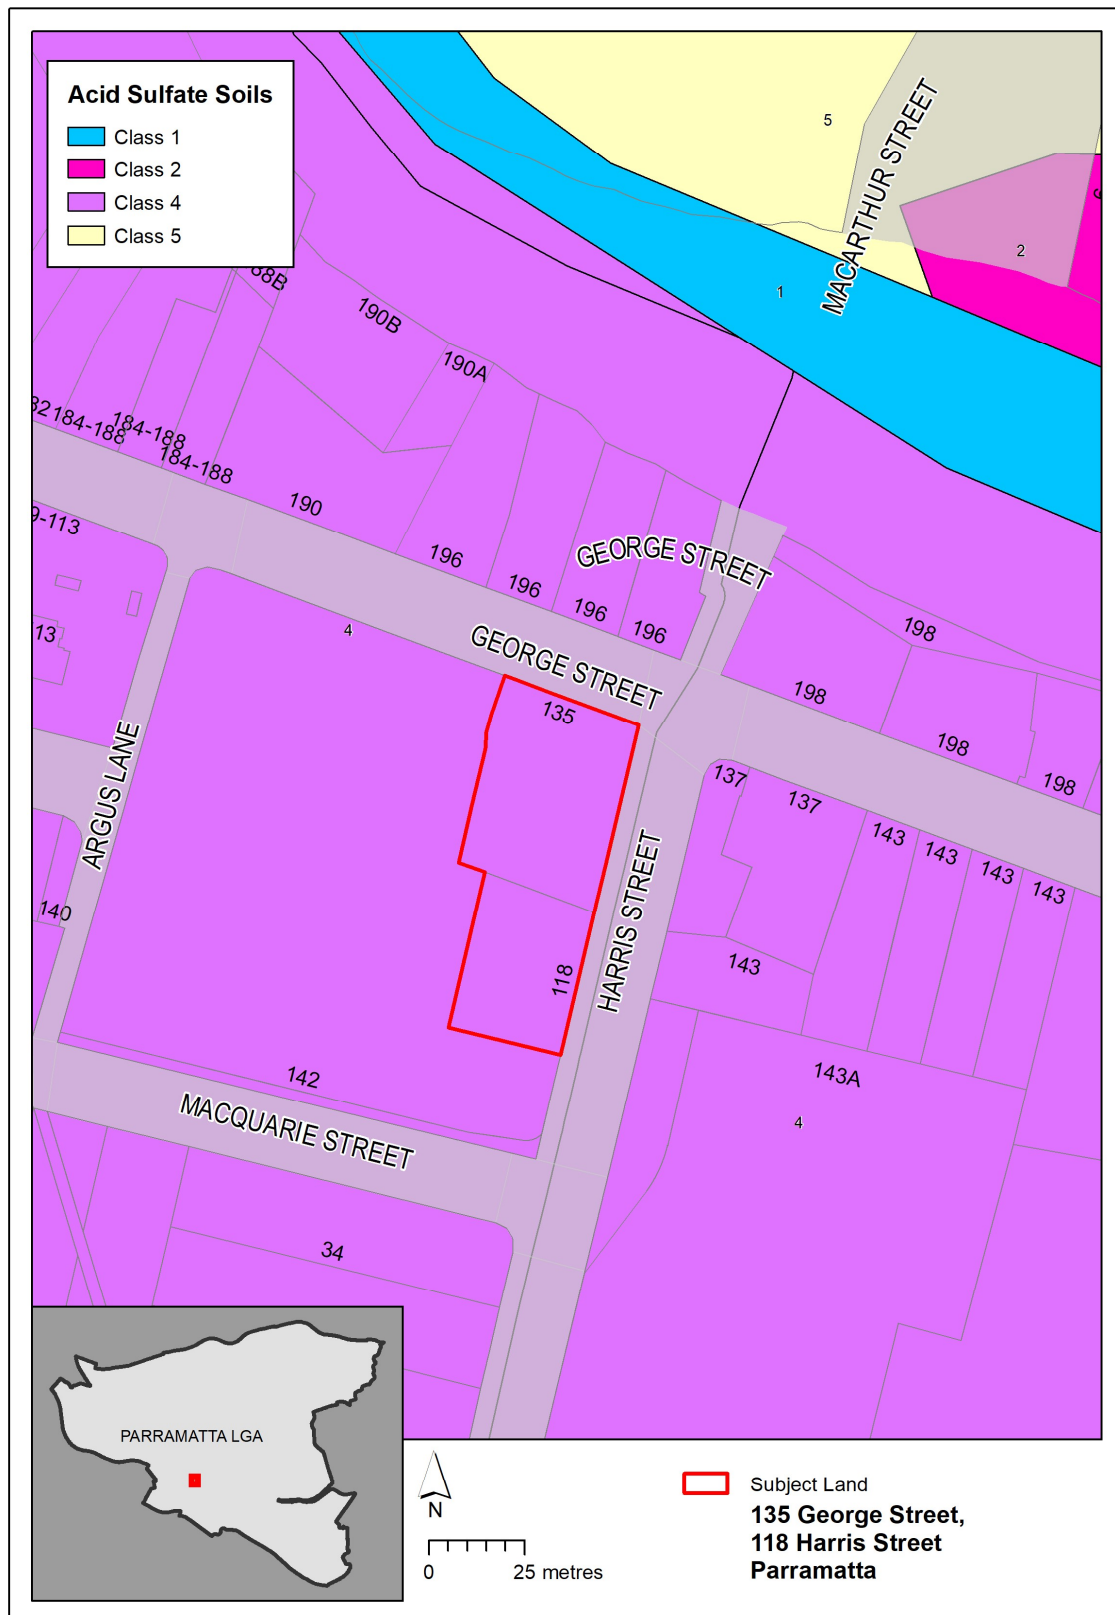 Acid Sulfate Soils
Class 1
Class 2
Class 4
Class 5
5
MACARTHUR STREET
2
1
190B
190A
184-188
184-188
184-188
190
196
196
196
196
GEORGE STREET
198
198
198
198
13
4
GEORGE STREET
135
137
137
143
143
143
143
ARGUS LANE
HARRIS STREET
140
143
118
142
143A
4
MACQUARIE STREET
34
PARRAMATTA LGA
N
0 25 metres
Subject Land
135 George Street,
118 Harris Street
Parramatta